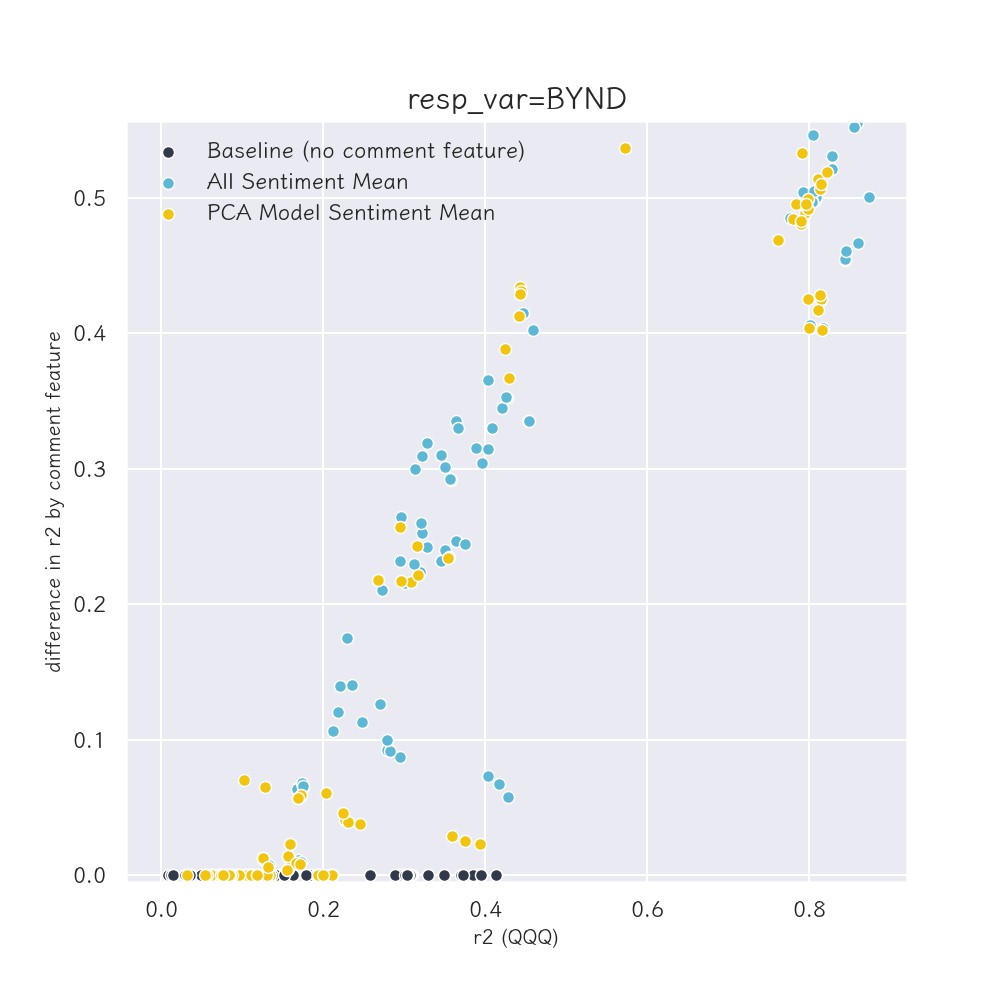 resp_var=BYND
Baseline (no comment feature)
All Sentiment Mean
PCA Model Sentiment Mean
0.5
0.4
0.3
0.2
0.1
0.0
difference in r2 by comment feature
0.0 0.2 0.4 0.6 0.8
r2 (QQQ)